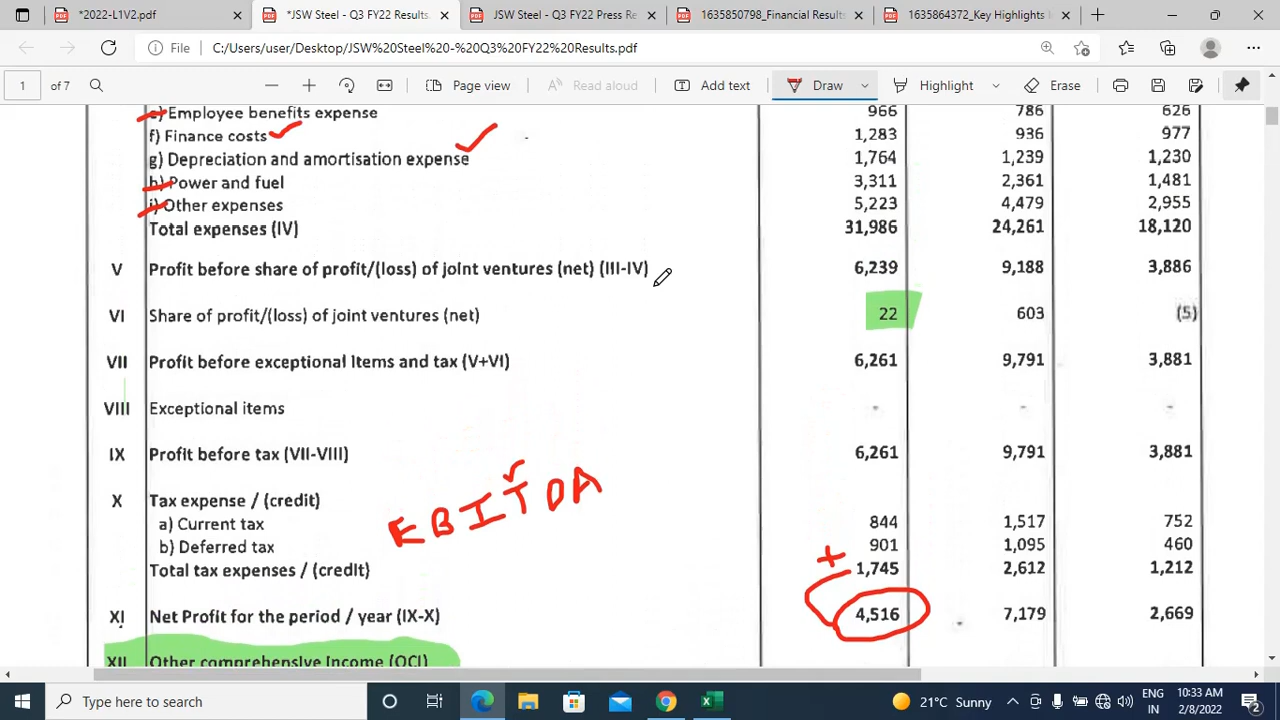 *2022-L1V2.pdf × *JSW Steel - Q3 FY22 Results. × JSW Steel - Q3 FY22 Press Re × 1635850798_Financial Results × 1635864372_Key Highlights
File C:/Users/user/Desktop/JSW%20Steel%20-%20Q3%20FY22%20Results.pdf
1 of 7 Page view Read aloud Add text Draw Highlight Erase
e) Employee benefits expense 966 786 626
f) Finance costs 1,283 936 977
g) Depreciation and amortisation expense 1,764 1,239 1,230
h) Power and fuel 3,311 2,361 1,481
i) Other expenses 5,223 4,479 2,955
Total expenses (IV) 31,986 24,261 18,120
V Profit before share of profit/(loss) of joint ventures (net) (III-IV) 6,239 9,188 3,886
VI Share of profit/(loss) of joint ventures (net) 22 603 (5)
VII Profit before exceptional items and tax (V+VI) 6,261 9,791 3,881
VIII Exceptional items - - -
IX Profit before tax (VII-VIII) 6,261 9,791 3,881
X Tax expense / (credit)
EBITDA
a) Current tax 844 1,517 752
b) Deferred tax 901 1,095 460
+
Total tax expenses / (credit) 1,745 2,612 1,212
XI Net Profit for the period / year (IX-X) 4,516 7,179 2,669
XII Other comprehensive income (OCI)
Type here to search 21°C Sunny ENG IN 10:33 AM 2/8/2022 2